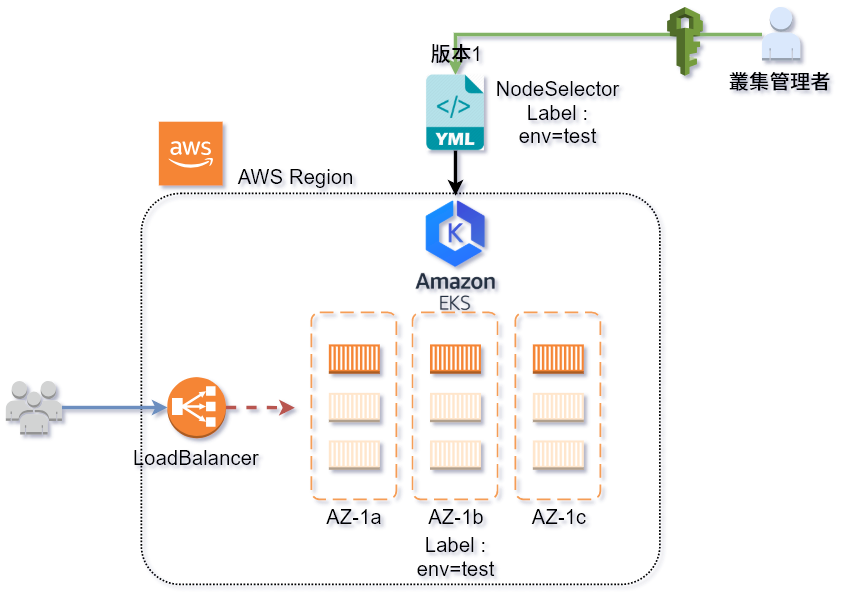 版本1
叢集管理者
NodeSelector
Label :
env=test
</>
YML
aws
AWS Region
K
Amazon
EKS
LoadBalancer
AZ-1a
AZ-1b
AZ-1c
Label :
env=test